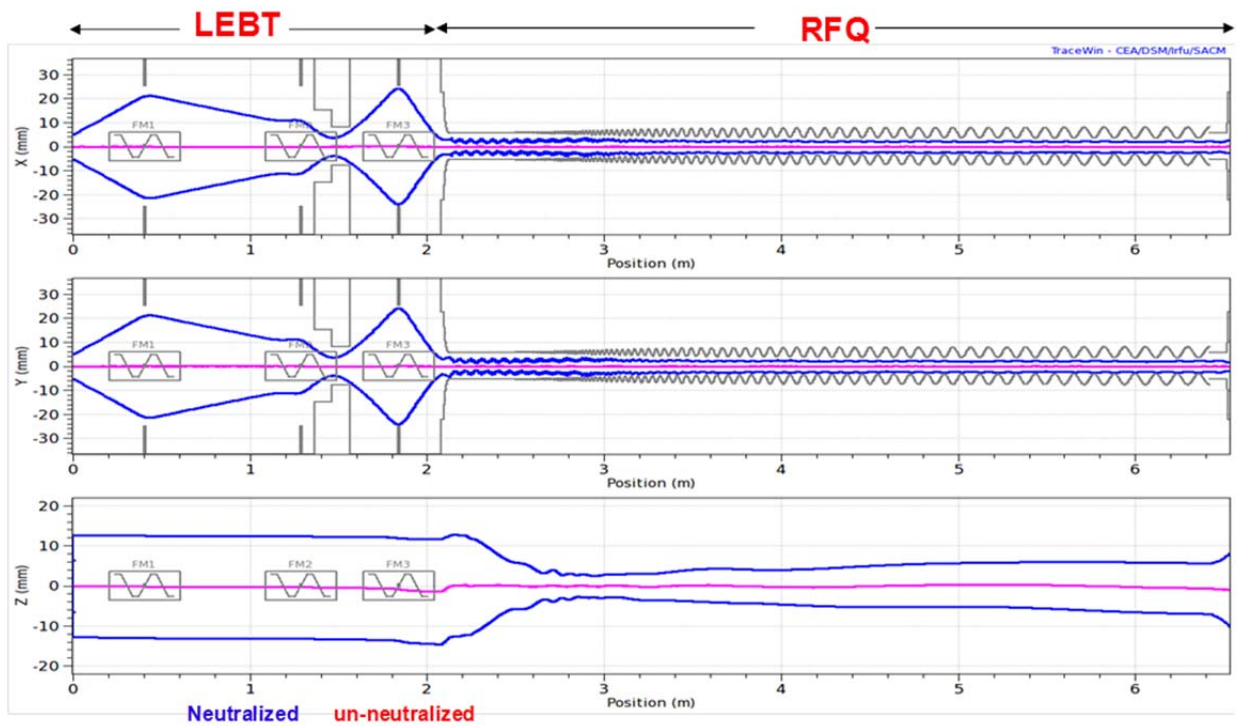 LEBT RFQ
TraceWin - CEA/DSM/Irfu/SACM
30
20
10
0
-10
-20
-30
X (mm)
FM1 FM2 FM3
0 1 2 3 4 5 6
Position (m)
30
20
10
0
-10
-20
-30
Y (mm)
FM1 FM2 FM3
0 1 2 3 4 5 6
Position (m)
20
10
0
-10
-20
Z (mm)
FM1 FM2 FM3
0 1 2 3 4 5 6
Position (m)
Neutralized un-neutralized